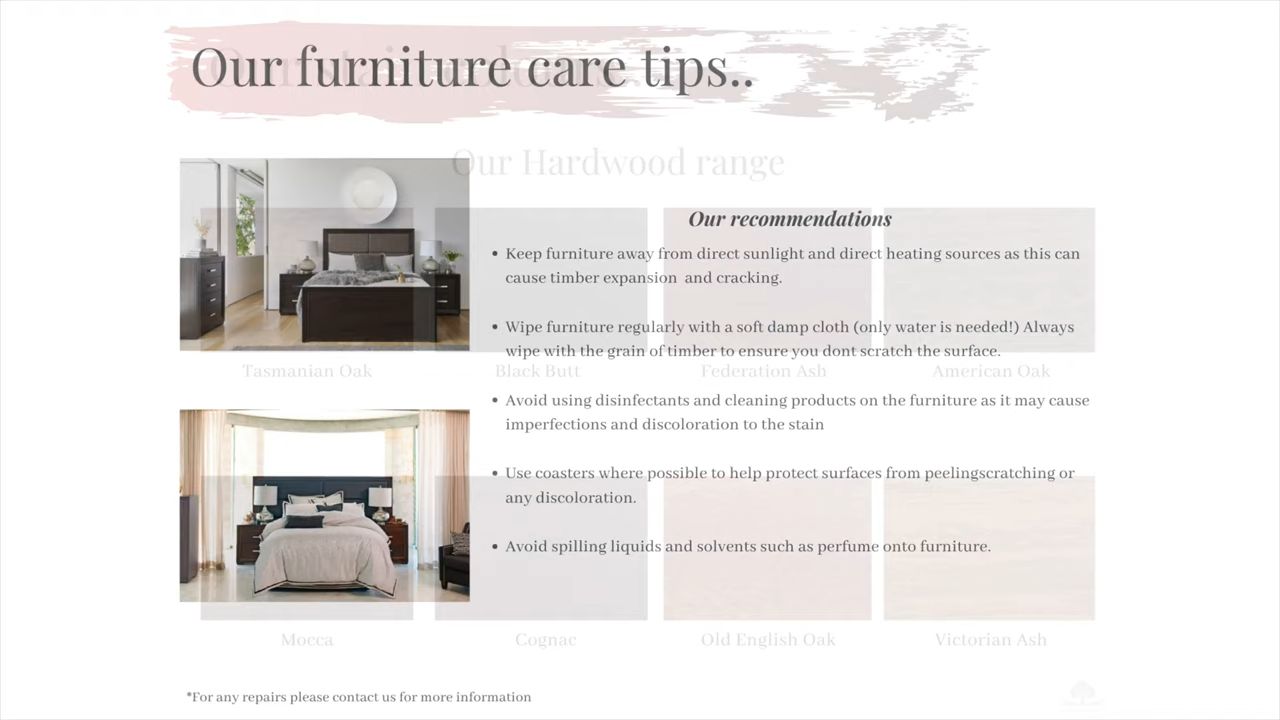 Our furniture care tips..
Our Hardwood range
Our recommendations
• Keep furniture away from direct sunlight and direct heating sources as this can
cause timber expansion and cracking.
• Wipe furniture regularly with a soft damp cloth (only water is needed!) Always
wipe with the grain of timber to ensure you dont scratch the surface.
Tasmanian Oak
Black Butt
Federation Ash
American Oak
• Avoid using disinfectants and cleaning products on the furniture as it may cause
imperfections and discoloration to the stain
• Use coasters where possible to help protect surfaces from peelingscratching or
any discoloration.
• Avoid spilling liquids and solvents such as perfume onto furniture.
Mocca
Cognac
Old English Oak
Victorian Ash
*For any repairs please contact us for more information